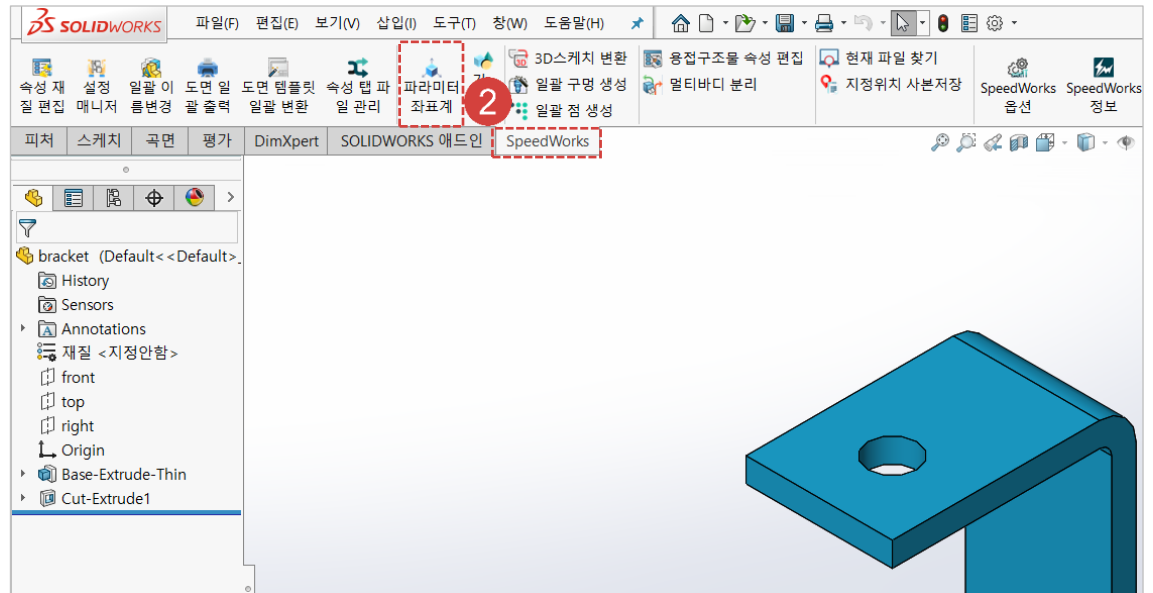 SOLIDWORKS 파일(F) 편집(E) 보기(V) 삽입(I) 도구(T) 창(W) 도움말(H)
속성 재질 편집
설정 매니저
일괄 이름변경
도면 일괄 출력
도면 템플릿 일괄 변환
속성 탭 파일 관리
파라미터 좌표계
2
3D스케치 변환
일괄 구멍 생성
일괄 점 생성
용접구조물 속성 편집
멀티바디 분리
현재 파일 찾기
지정위치 사본저장
SpeedWorks 옵션
SpeedWorks 정보
피처 스케치 곡면 평가 DimXpert SOLIDWORKS 애드인 SpeedWorks
bracket (Default<<Default>_
History
Sensors
A Annotations
재질 <지정안함>
front
top
right
Origin
Base-Extrude-Thin
Cut-Extrude1